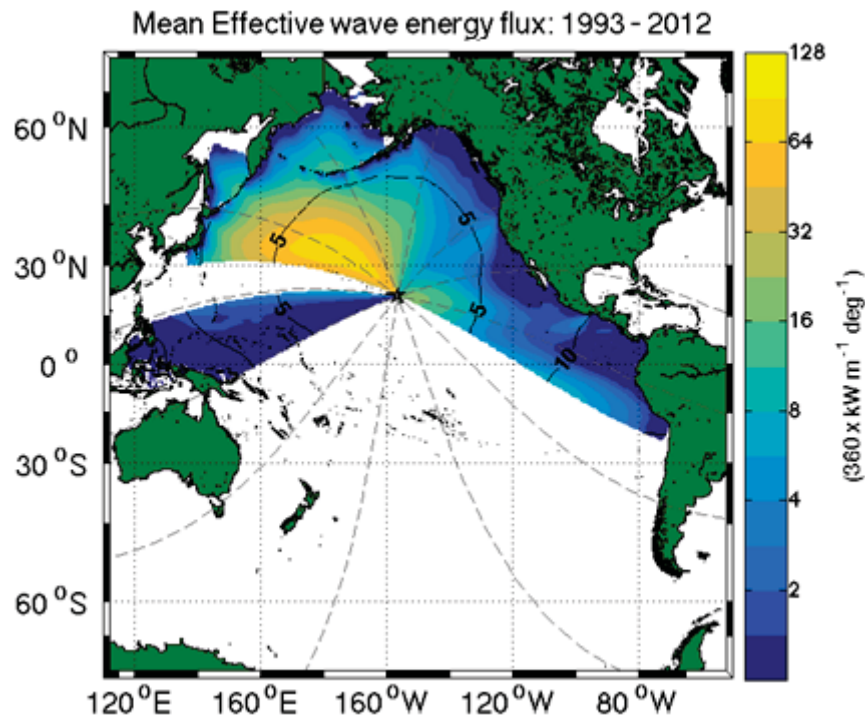 Mean Effective wave energy flux: 1993 - 2012
128
64
32
16
8
4
2
(360 x kW m⁻¹ deg⁻¹)
60 °N
30 °N
0 °
30 °S
60 °S
5
5
5
5
10
120 °E
160 °E
160 °W
120 °W
80 °W